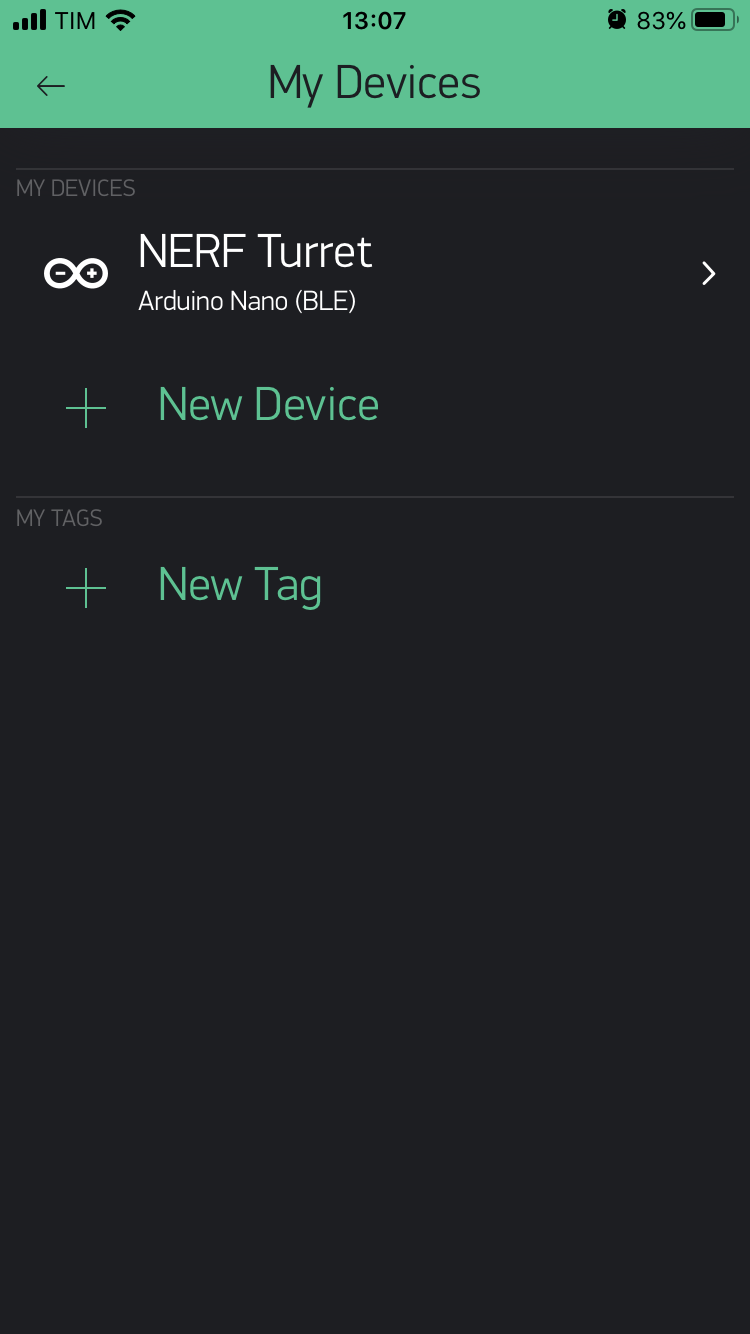 TIM 13:07 83%
My Devices
MY DEVICES
NERF Turret
Arduino Nano (BLE)
New Device
MY TAGS
New Tag